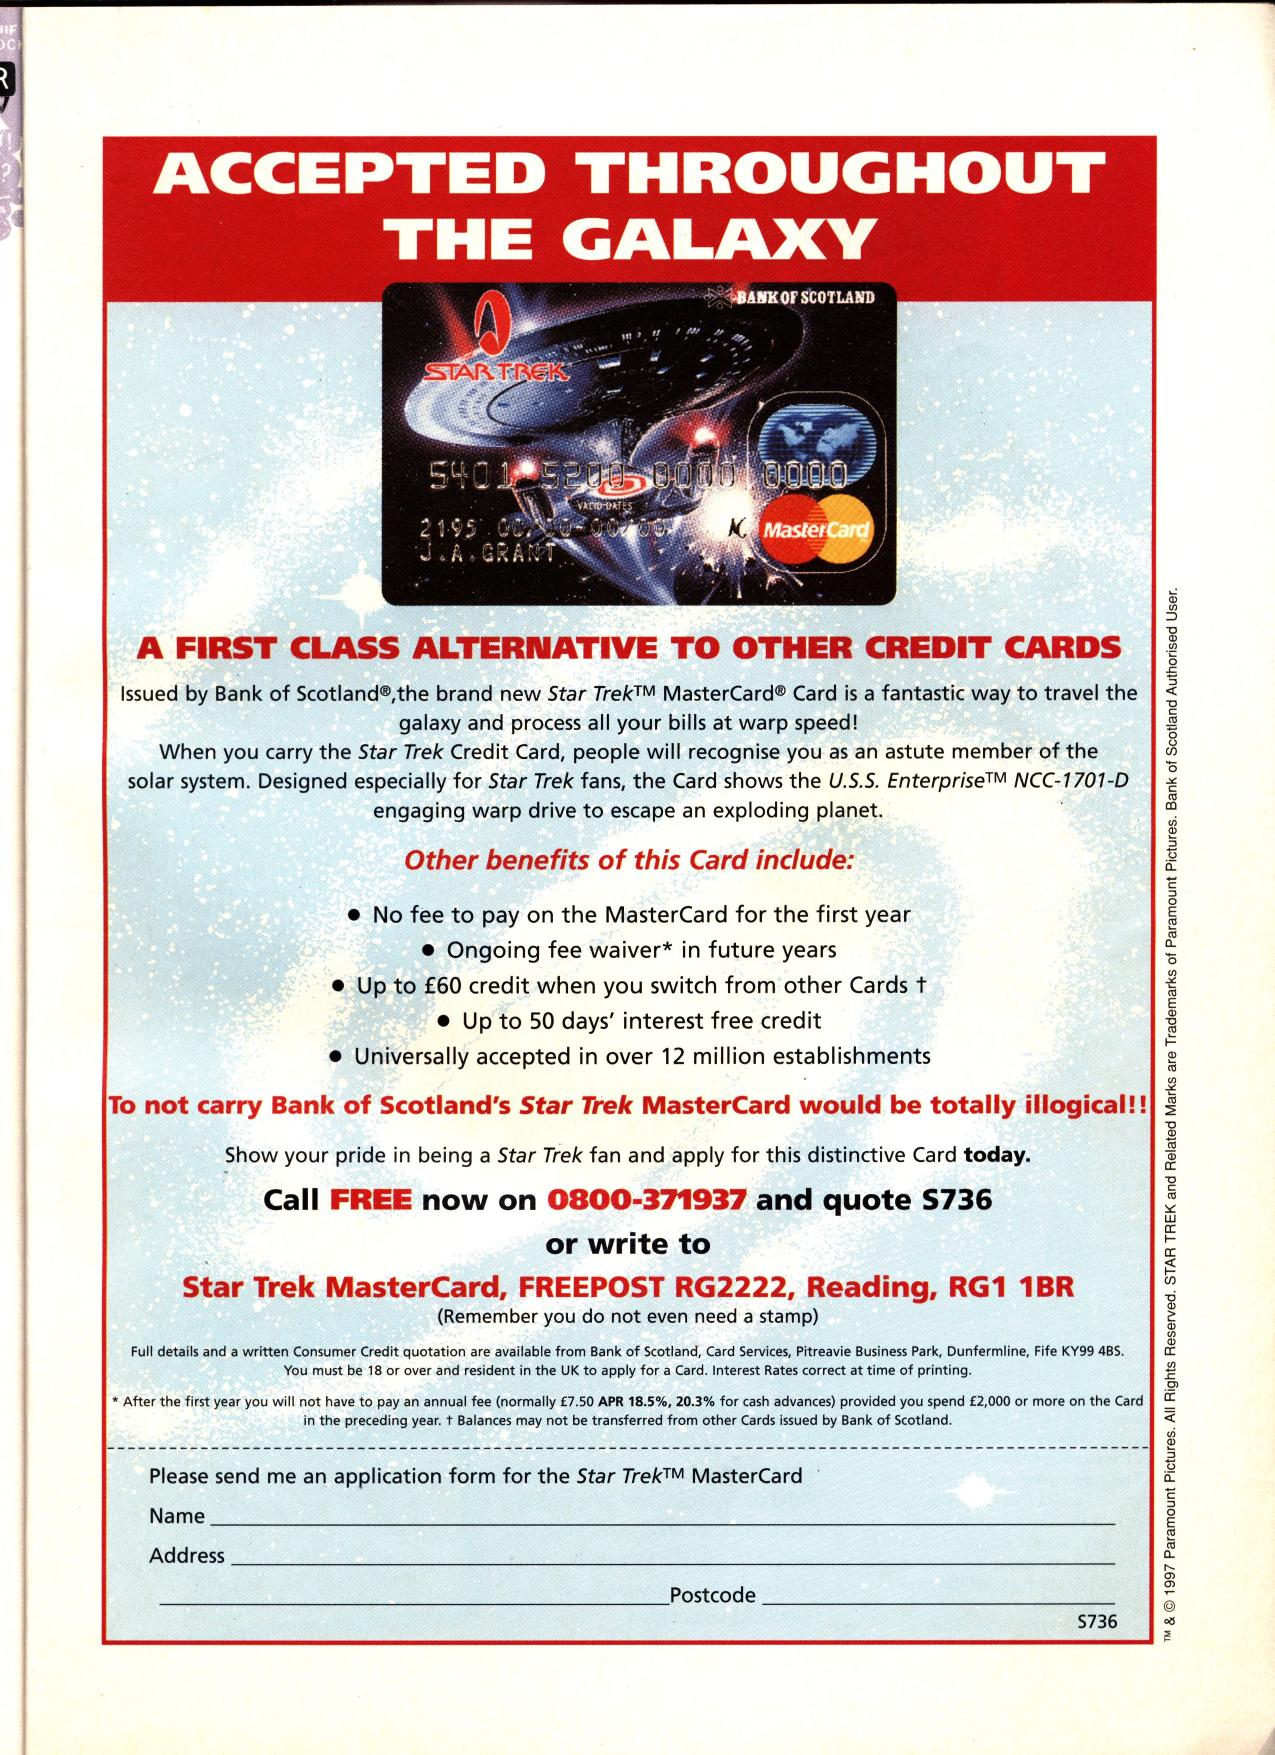 ACCEPTED THROUGHOUT
THE GALAXY
BANK OF SCOTLAND
STAR TREK
5401 5200 0000 0000
VALID DATES
2195 00/00-00/00
MasterCard
J.A.GRANT
A FIRST CLASS ALTERNATIVE TO OTHER CREDIT CARDS
Issued by Bank of Scotland®,the brand new Star Trek™ MasterCard® Card is a fantastic way to travel the
galaxy and process all your bills at warp speed!
When you carry the Star Trek Credit Card, people will recognise you as an astute member of the
solar system. Designed especially for Star Trek fans, the Card shows the U.S.S. Enterprise™ NCC-1701-D
engaging warp drive to escape an exploding planet.
Other benefits of this Card include:
● No fee to pay on the MasterCard for the first year
● Ongoing fee waiver* in future years
● Up to £60 credit when you switch from other Cards †
● Up to 50 days' interest free credit
● Universally accepted in over 12 million establishments
To not carry Bank of Scotland's Star Trek MasterCard would be totally illogical!!
Show your pride in being a Star Trek fan and apply for this distinctive Card today.
Call FREE now on 0800-371937 and quote S736
or write to
Star Trek MasterCard, FREEPOST RG2222, Reading, RG1 1BR
(Remember you do not even need a stamp)
Full details and a written Consumer Credit quotation are available from Bank of Scotland, Card Services, Pitreavie Business Park, Dunfermline, Fife KY99 4BS.
You must be 18 or over and resident in the UK to apply for a Card. Interest Rates correct at time of printing.
* After the first year you will not have to pay an annual fee (normally £7.50 APR 18.5%, 20.3% for cash advances) provided you spend £2,000 or more on the Card
in the preceding year. † Balances may not be transferred from other Cards issued by Bank of Scotland.
Please send me an application form for the Star Trek™ MasterCard
Name
Address
Postcode
S736
™ & © 1997 Paramount Pictures. All Rights Reserved. STAR TREK and Related Marks are Trademarks of Paramount Pictures. Bank of Scotland Authorised User.